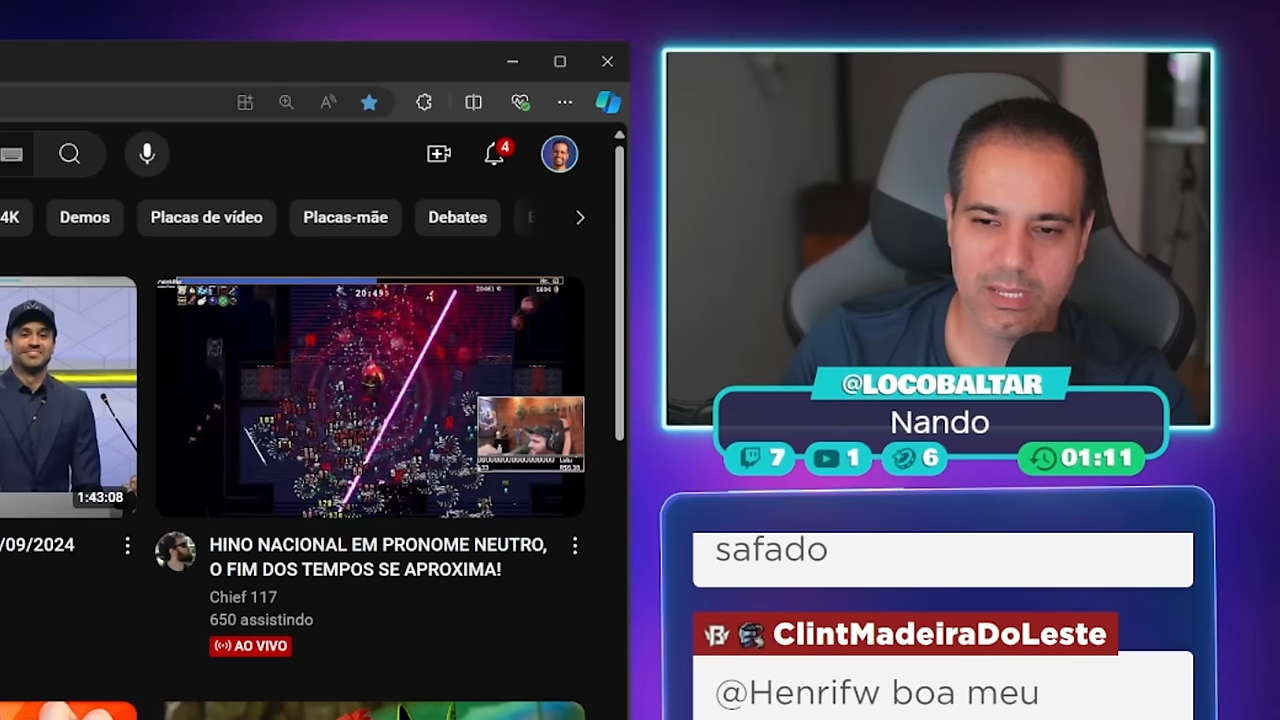 4
4K
Demos
Placas de vídeo
Placas-mãe
Debates
20:49
1:43:08
/09/2024
HINO NACIONAL EM PRONOME NEUTRO,
O FIM DOS TEMPOS SE APROXIMA!
Chief 117
650 assistindo
AO VIVO
@LOCOBALTAR
Nando
7
1
6
01:11
safado
ClintMadeiraDoLeste
@Henrifw boa meu